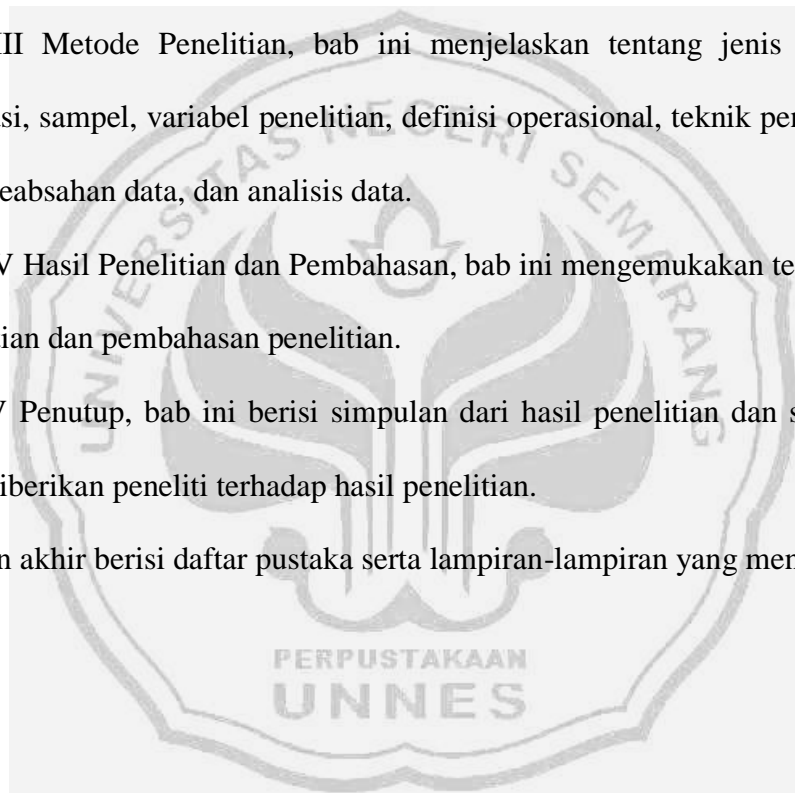 III Metode Penelitian, bab ini menjelaskan tentang jenis
si, sampel, variabel penelitian, definisi operasional, teknik per
eabsahan data, dan analisis data.
V Hasil Penelitian dan Pembahasan, bab ini mengemukakan te
ian dan pembahasan penelitian.
V Penutup, bab ini berisi simpulan dari hasil penelitian dan s
iberikan peneliti terhadap hasil penelitian.
n akhir berisi daftar pustaka serta lampiran-lampiran yang men
UNIVERSITAS NEGERI SEMARANG
PERPUSTAKAAN
UNNES